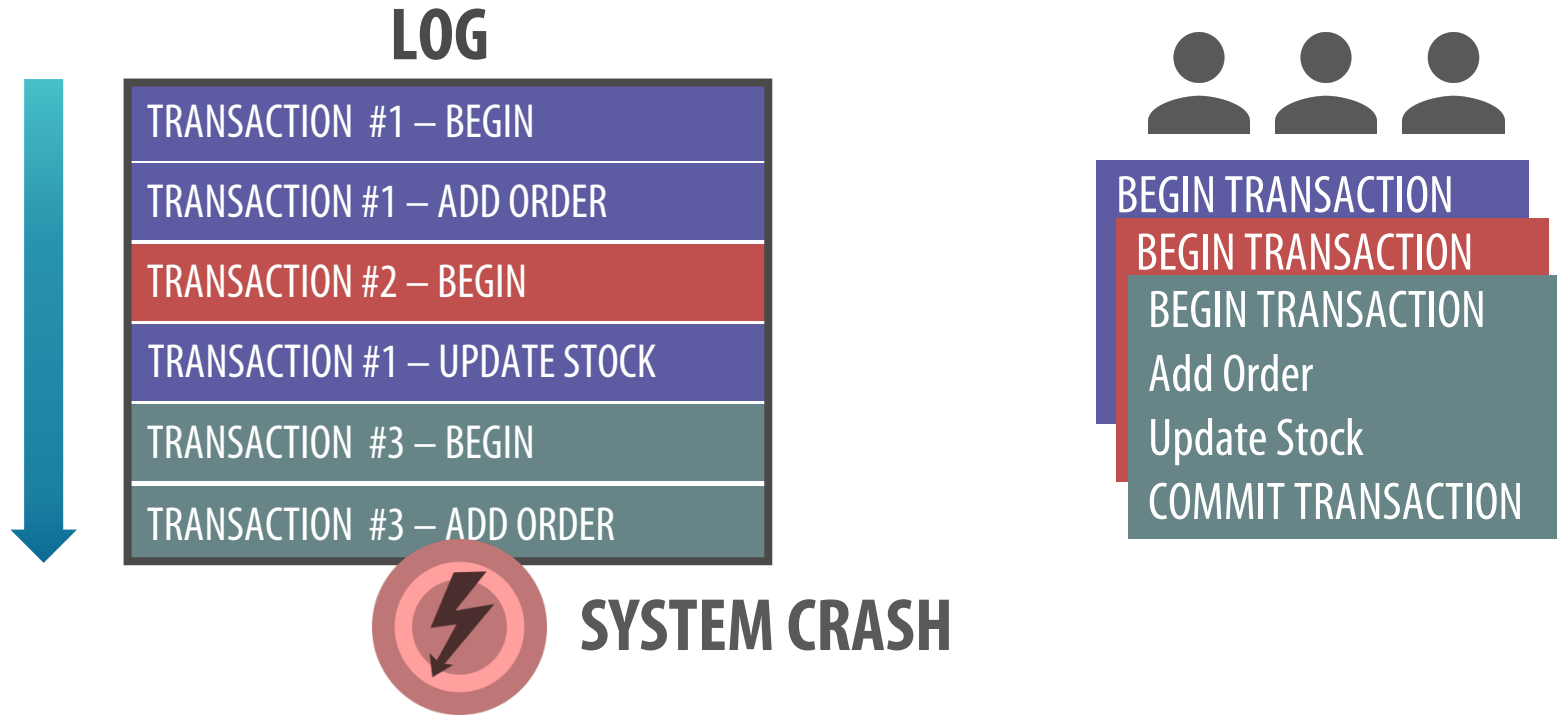 LOG
TRANSACTION #1 – BEGIN
TRANSACTION #1 – ADD ORDER
TRANSACTION #2 – BEGIN
TRANSACTION #1 – UPDATE STOCK
TRANSACTION #3 – BEGIN
TRANSACTION #3 – ADD ORDER
SYSTEM CRASH
BEGIN TRANSACTION
BEGIN TRANSACTION
BEGIN TRANSACTION
Add Order
Update Stock
COMMIT TRANSACTION